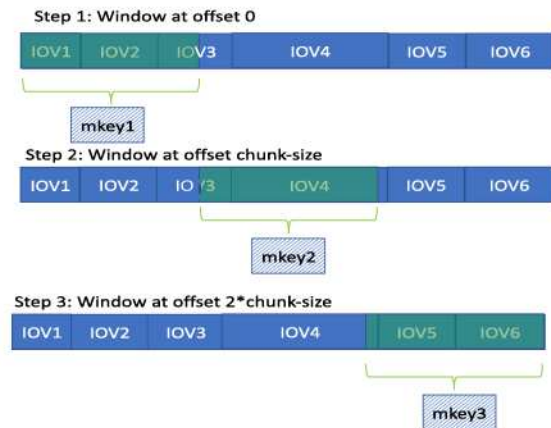 Step 1: Window at offset 0
IOV1 IOV2 IOV3 IOV4 IOV5 IOV6
mkey1
Step 2: Window at offset chunk-size
IOV1 IOV2 IOV3 IOV4 IOV5 IOV6
mkey2
Step 3: Window at offset 2*chunk-size
IOV1 IOV2 IOV3 IOV4 IOV5 IOV6
mkey3